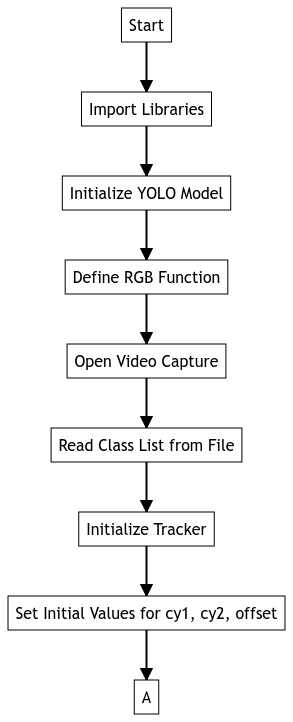 Start
Import Libraries
Initialize YOLO Model
Define RGB Function
Open Video Capture
Read Class List from File
Initialize Tracker
Set Initial Values for cy1, cy2, offset
A